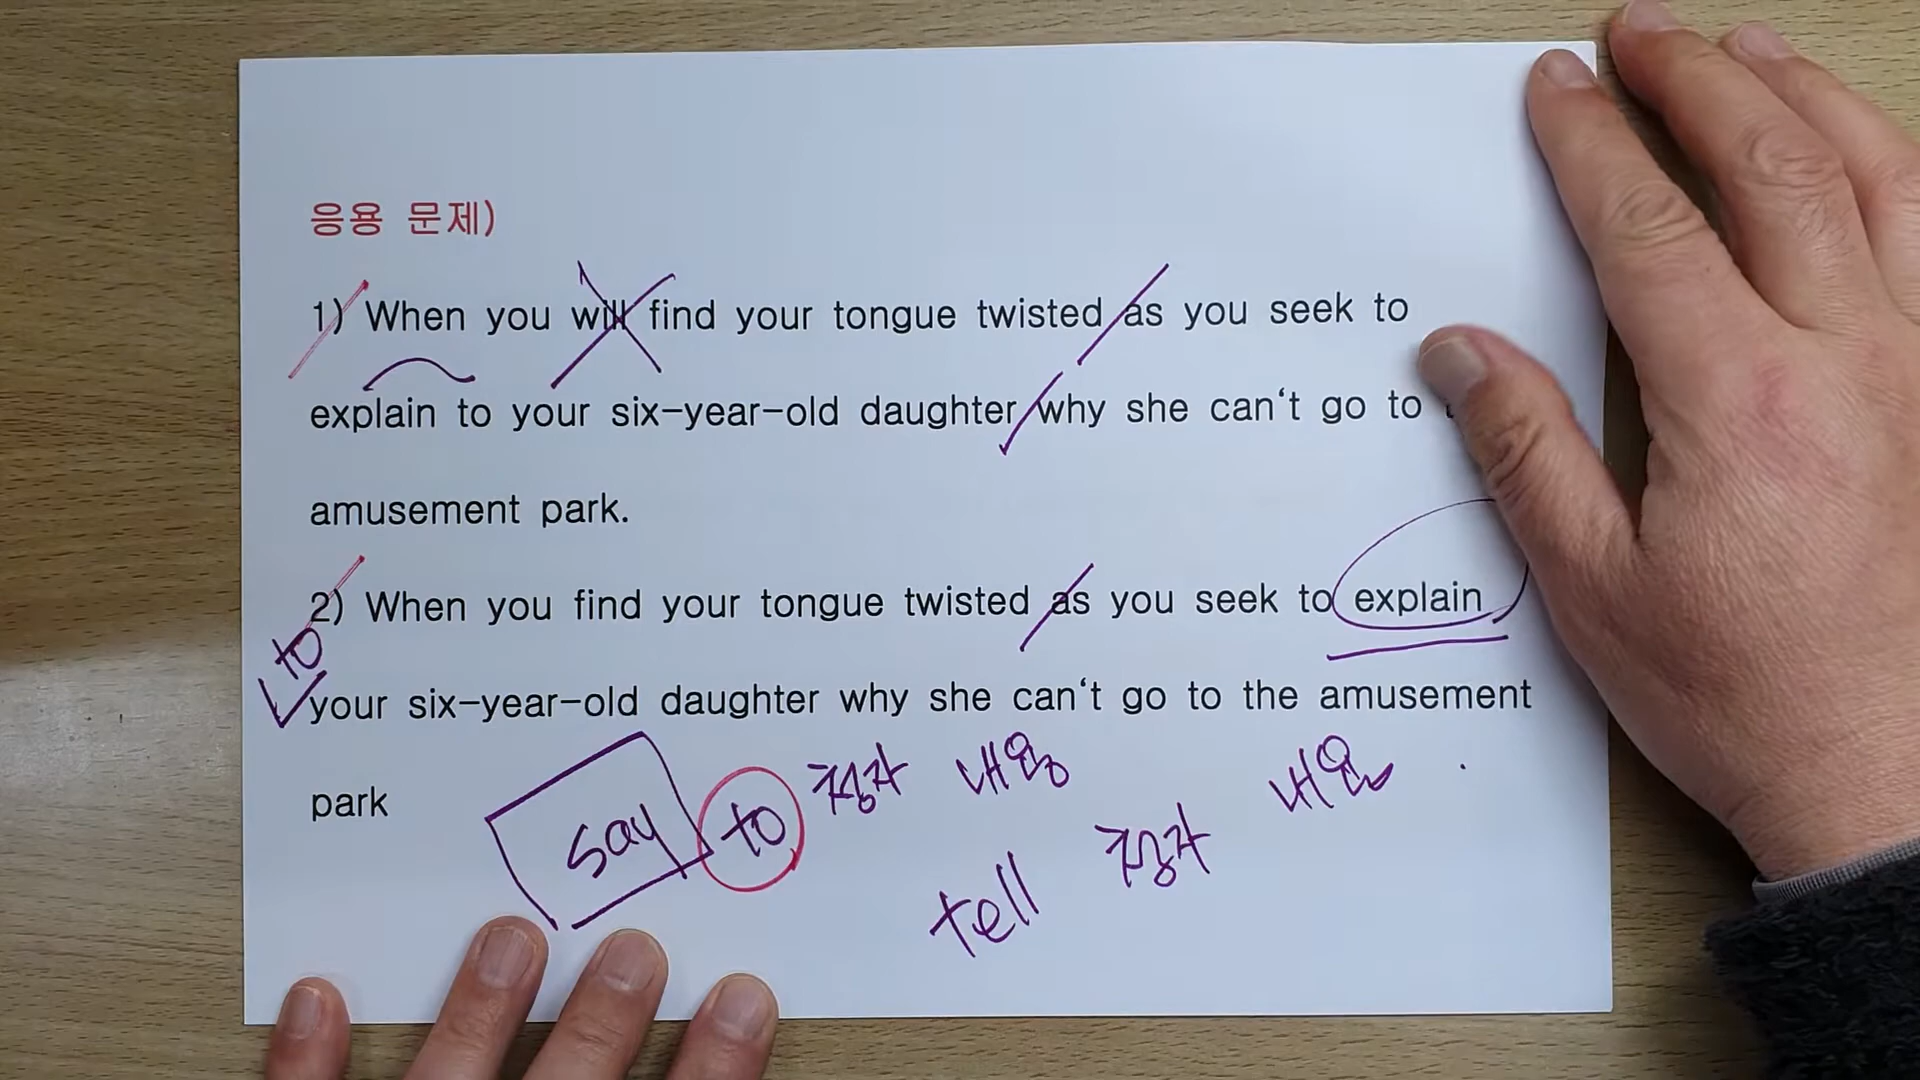 응용 문제)
1) When you will find your tongue twisted as you seek to
explain to your six-year-old daughter why she can't go to
amusement park.
2) When you find your tongue twisted as you seek to explain
to
your six-year-old daughter why she can't go to the amusement
park
say to 청자 내용
tell 청자 내용